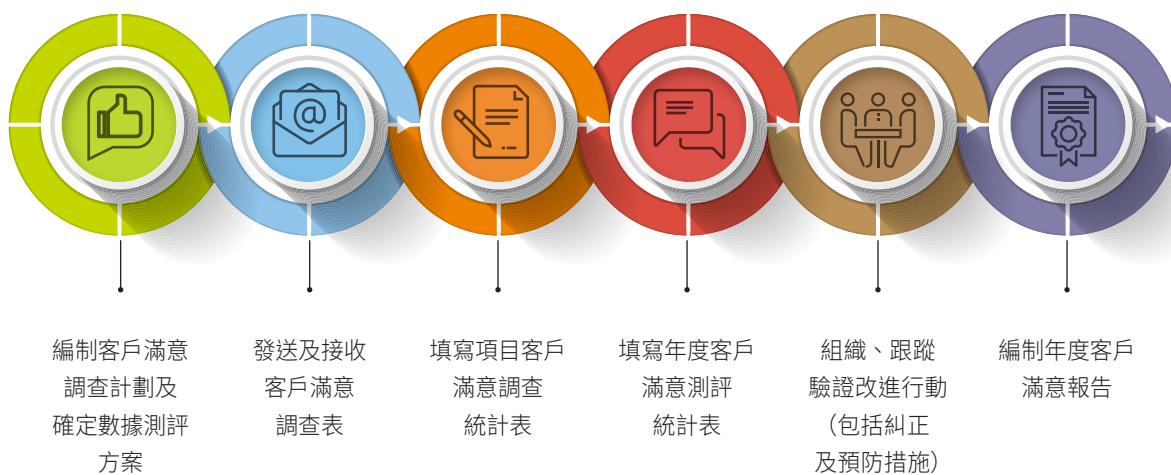 編制客戶滿意
調查計劃及
確定數據測評
方案
發送及接收
客戶滿意
調查表
填寫項目客戶
滿意調查
統計表
填寫年度客戶
滿意測評
統計表
組織、跟蹤
驗證改進行動
（包括糾正
及預防措施）
編制年度客戶
滿意報告